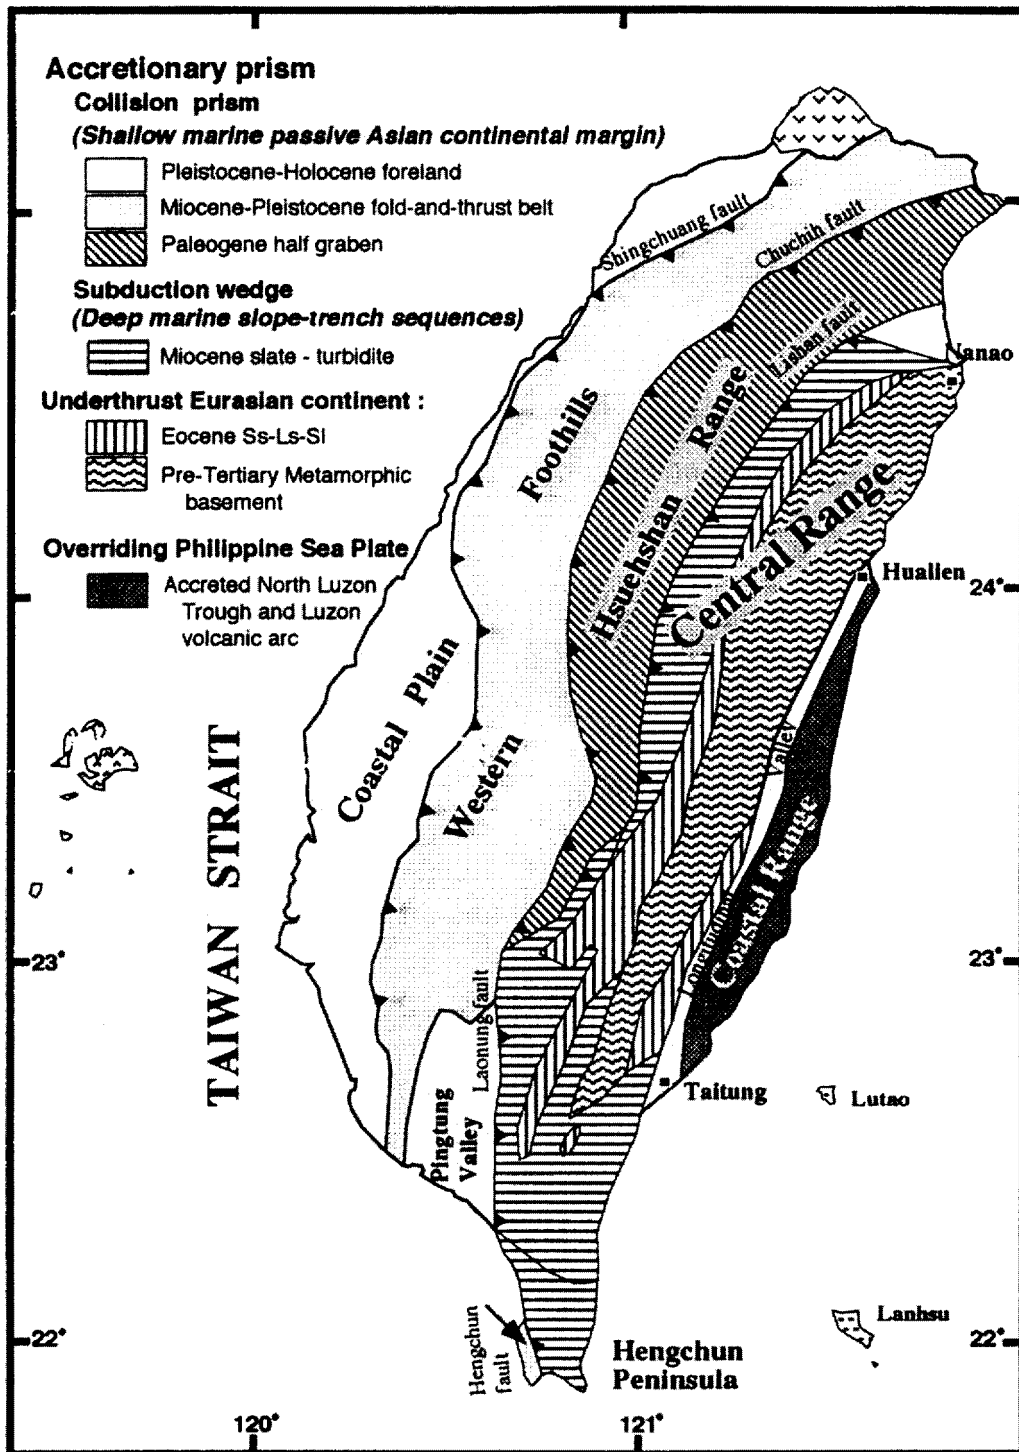 Accretionary prism
Collision prism
(Shallow marine passive Asian continental margin)
Pleistocene-Holocene foreland
Miocene-Pleistocene fold-and-thrust belt
Paleogene half graben
Subduction wedge
(Deep marine slope-trench sequences)
Miocene slate - turbidite
Underthrust Eurasian continent :
Eocene Ss-Ls-Sl
Pre-Tertiary Metamorphic
basement
Overriding Philippine Sea Plate
Accreted North Luzon
Trough and Luzon
volcanic arc
Shingchuang fault
Chuchih fault
Lishan fault
Nanao
Foothills
Western
Hsuehshan Range
Central Range
Hualien
24°
Coastal Plain
TAIWAN STRAIT
Longitudinal Valley
Coastal Range
23°
23°
Laonung fault
Pingtung
Valley
Taitung
Lutao
Lanhsu
22°
22°
Hengchun
fault
Hengchun
Peninsula
120°
121°